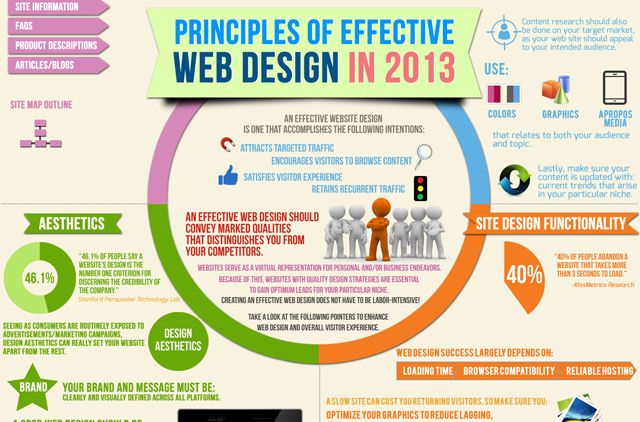 SITE INFORMATION
FAQS
PRODUCT DESCRIPTIONS
ARTICLES/BLOGS
SITE MAP OUTLINE
PRINCIPLES OF EFFECTIVE
WEB DESIGN IN 2013
Content research should also
be done on your target market,
as your web site should appeal
to your intended audience.
USE:
COLORS
GRAPHICS
APROPOS
MEDIA
that relates to both your audience
and topic.
Lastly, make sure your
content is updated with:
current trends that arise
in your particular niche.
AN EFFECTIVE WEBSITE DESIGN
IS ONE THAT ACCOMPLISHES THE FOLLOWING INTENTIONS:
ATTRACTS TARGETED TRAFFIC
ENCOURAGES VISITORS TO BROWSE CONTENT
SATISFIES VISITOR EXPERIENCE
RETAINS RECURRENT TRAFFIC
AN EFFECTIVE WEB DESIGN SHOULD
CONVEY MARKED QUALITIES
THAT DISTINGUISHES YOU FROM
YOUR COMPETITORS.
WEBSITES SERVE AS A VIRTUAL REPRESENTATION FOR PERSONAL AND/OR BUSINESS ENDEAVORS.
BECAUSE OF THIS, WEBSITES WITH QUALITY DESIGN STRATEGIES ARE ESSENTIAL
TO GAIN OPTIMUM LEADS FOR YOUR PARTICULAR NICHE.
CREATING AN EFFECTIVE WEB DESIGN DOES NOT HAVE TO BE LABOR-INTENSIVE!
TAKE A LOOK AT THE FOLLOWING POINTERS TO ENHANCE
WEB DESIGN AND OVERALL VISITOR EXPERIENCE.
AESTHETICS
46.1%
"46.1% OF PEOPLE SAY A
WEBSITE'S DESIGN IS THE
NUMBER ONE CRITERION FOR
DISCERNING THE CREDIBILITY OF
THE COMPANY."
Stanford Persuasive Technology Lab
SEEING AS CONSUMERS ARE ROUTINELY EXPOSED TO
ADVERTISEMENTS/MARKETING CAMPAIGNS,
DESIGN AESTHETICS CAN REALLY SET YOUR WEBSITE
APART FROM THE REST.
DESIGN
AESTHETICS
BRAND
YOUR BRAND AND MESSAGE MUST BE:
CLEARLY AND VISUALLY DEFINED ACROSS ALL PLATFORMS.
A GOOD WEB DESIGN SHOULD BE
SITE DESIGN FUNCTIONALITY
40%
"40% OF PEOPLE ABANDON A
WEBSITE THAT TAKES MORE
THAN 3 SECONDS TO LOAD."
-KissMetrics Research
WEB DESIGN SUCCESS LARGELY DEPENDS ON:
LOADING TIME
BROWSER COMPATIBILITY
RELIABLE HOSTING
A SLOW SITE CAN COST YOU RETURNING VISITORS, SO MAKE SURE YOU:
OPTIMIZE YOUR GRAPHICS TO REDUCE LAGGING,